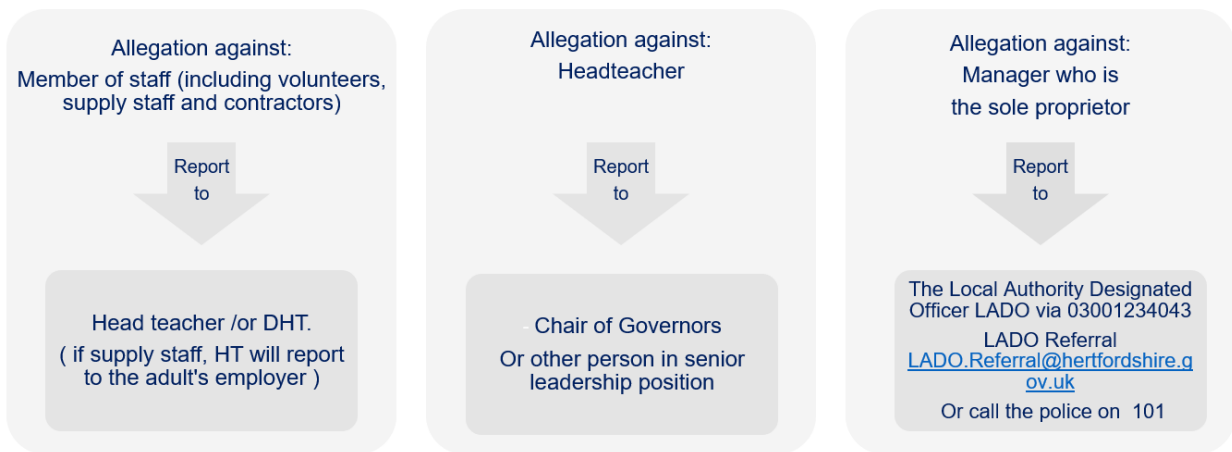 Allegation against:
Member of staff (including volunteers,
supply staff and contractors)
Report
to
Head teacher /or DHT.
( if supply staff, HT will report
to the adult's employer )
Allegation against:
Headteacher
Report
to
- Chair of Governors
Or other person in senior
leadership position
Allegation against:
Manager who is
the sole proprietor
Report
to
The Local Authority Designated
Officer LADO via 03001234043
LADO Referral
LADO.Referral@hertfordshire.g
ov.uk
Or call the police on 101